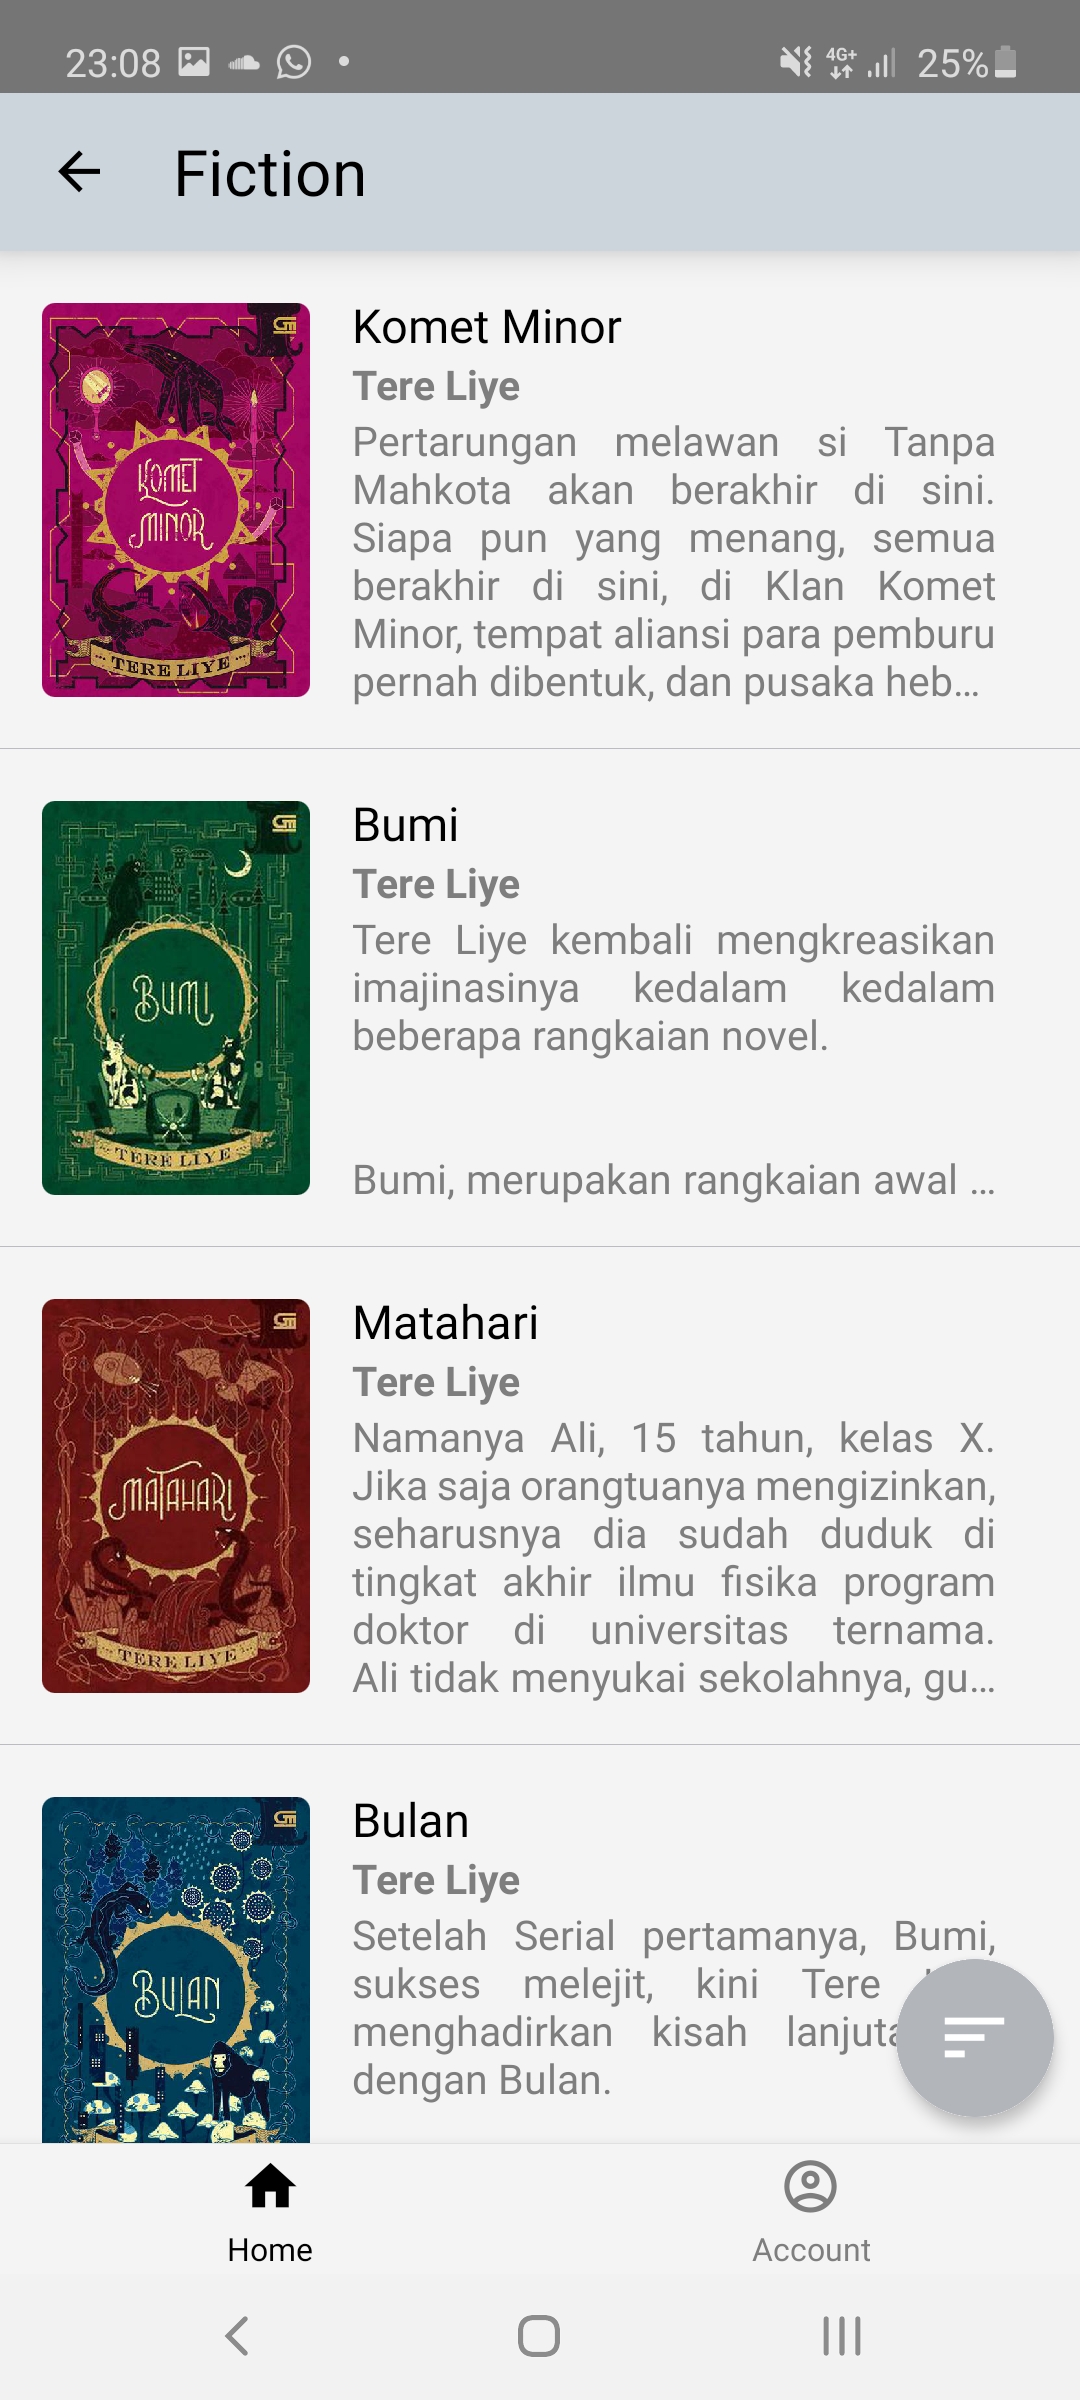 23:08
4G+
25%
Fiction
KOMET
MINOR
TERE LIYE
Komet Minor
Tere Liye
Pertarungan melawan si Tanpa
Mahkota akan berakhir di sini.
Siapa pun yang menang, semua
berakhir di sini, di Klan Komet
Minor, tempat aliansi para pemburu
pernah dibentuk, dan pusaka heb...
BUMI
TERE LIYE
Bumi
Tere Liye
Tere Liye kembali mengkreasikan
imajinasinya kedalam kedalam
beberapa rangkaian novel.
Bumi, merupakan rangkaian awal ...
MATAHARI
TERE LIYE
Matahari
Tere Liye
Namanya Ali, 15 tahun, kelas X.
Jika saja orangtuanya mengizinkan,
seharusnya dia sudah duduk di
tingkat akhir ilmu fisika program
doktor di universitas ternama.
Ali tidak menyukai sekolahnya, gu...
BULAN
Bulan
Tere Liye
Setelah Serial pertamanya, Bumi,
sukses melejit, kini Tere
menghadirkan kisah
dengan Bulan.
Home
Account